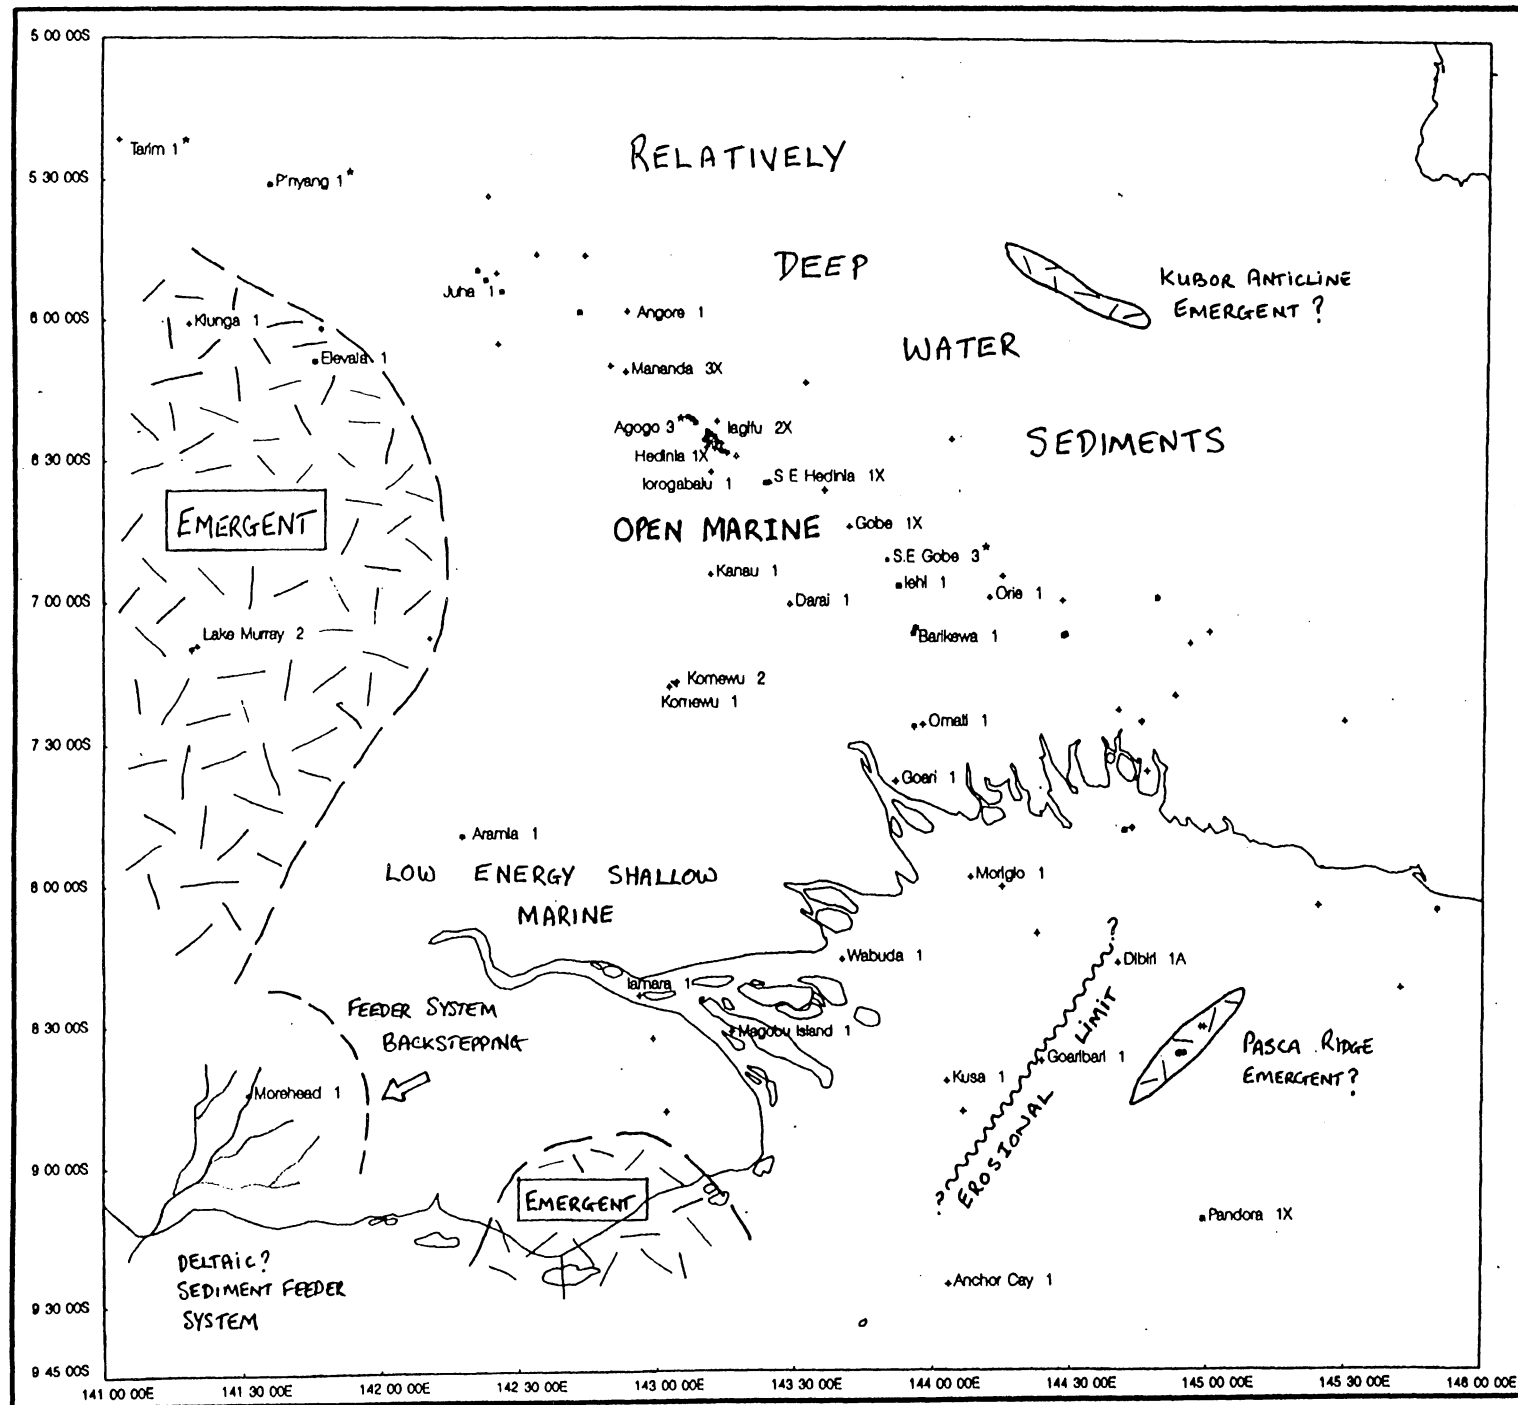 5 00 00S
Tarim 1*
RELATIVELY
5 30 00S
P'nyang 1*
DEEP
KUBOR ANTICLINE
EMERGENT ?
Juha 1
6 00 00S
Kiunga 1
Angore 1
WATER
Elevala 1
Mananda 3X
Agogo 3*
Iagifu 2X
SEDIMENTS
Hedinia 1X
6 30 00S
Iorogabaiu 1
S E Hedinia 1X
EMERGENT
OPEN MARINE
Gobe 1X
S.E Gobe 3*
Kanau 1
Iehi 1
7 00 00S
Darai 1
Orie 1
Lake Murray 2
Barikewa 1
Komewu 2
Komewu 1
Omati 1
7 30 00S
Goari 1
Aramia 1
LOW ENERGY SHALLOW
MARINE
8 00 00S
Morigio 1
?
Wabuda 1
Dibiri 1A
Iamara 1
FEEDER SYSTEM
BACKSTEPPING
8 30 00S
Magobu Island 1
EROSIONAL LIMIT
Goaribari 1
PASCA RIDGE
EMERGENT?
Kusa 1
Morehead 1
9 00 00S
EMERGENT
?
Pandora 1X
DELTAIC?
SEDIMENT FEEDER
SYSTEM
Anchor Cay 1
9 30 00S
9 45 00S
141 00 00E 141 30 00E 142 00 00E 142 30 00E 143 00 00E 143 30 00E 144 00 00E 144 30 00E 145 00 00E 145 30 00E 146 00 00E